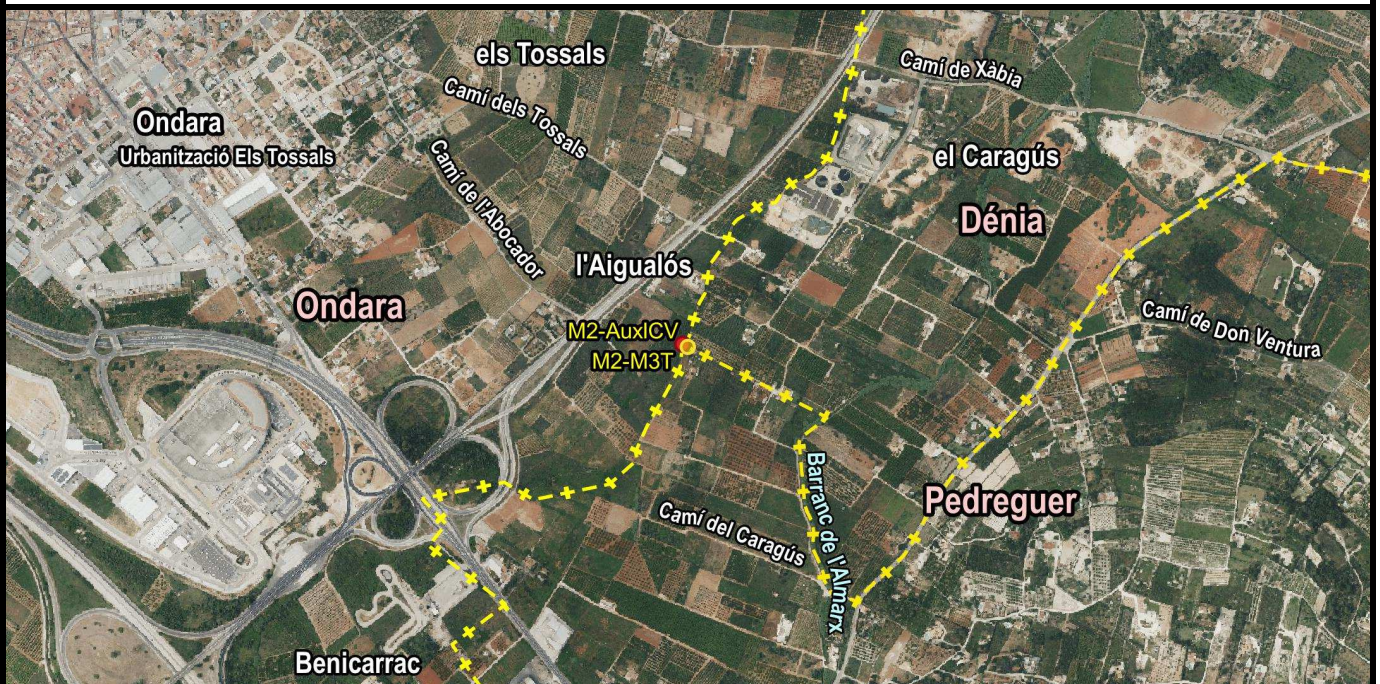 els Tossals
Camí de Xàbia
Camí dels Tossals
Ondara
Urbanització Els Tossals
Camí de l'Abocador
el Caragús
Dénia
l'Aigualós
Ondara
M2-AuxICV
M2-M3T
Camí de Don Ventura
Barranc de l'Almarx
Pedreguer
Camí del Caragús
Benicarrac